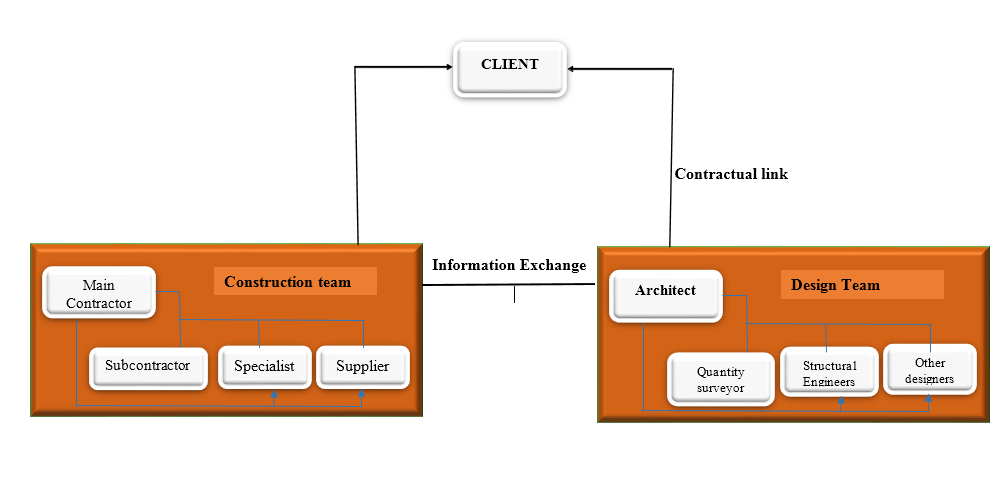 CLIENT
Contractual link
Information Exchange
Construction team
Main
Contractor
Subcontractor
Specialist
Supplier
Design Team
Architect
Quantity
surveyor
Structural
Engineers
Other
designers